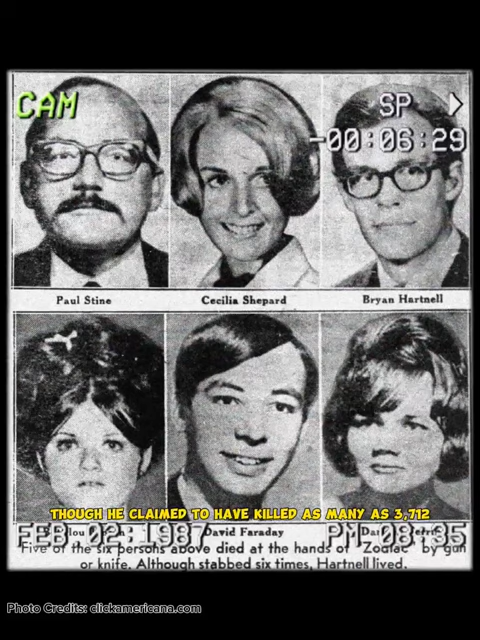 CAM
SP
-00:06:29
Paul Stine
Cecilia Shepard
Bryan Hartnell
THOUGH HE CLAIMED TO HAVE KILLED AS MANY AS 3,712
David Faraday
FEB 02 1987
PM 08:35
Five of the six persons above died at the hands of "Zodiac" by gun
or knife. Although stabbed six times, Hartnell lived.
Photo Credits: clickamericana.com